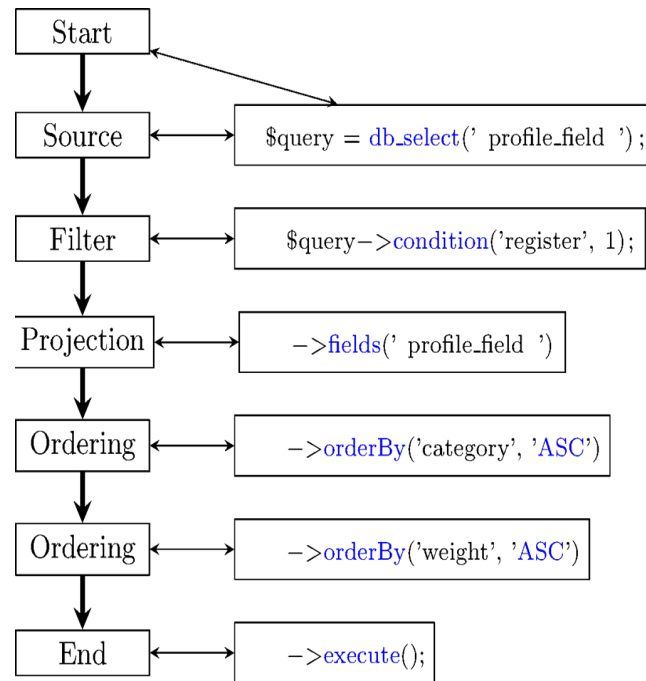 Start
Source
$query = db_select(' profile_field ');
Filter
$query->condition('register', 1);
Projection
->fields(' profile_field ')
Ordering
->orderBy('category', 'ASC')
Ordering
->orderBy('weight', 'ASC')
End
->execute();